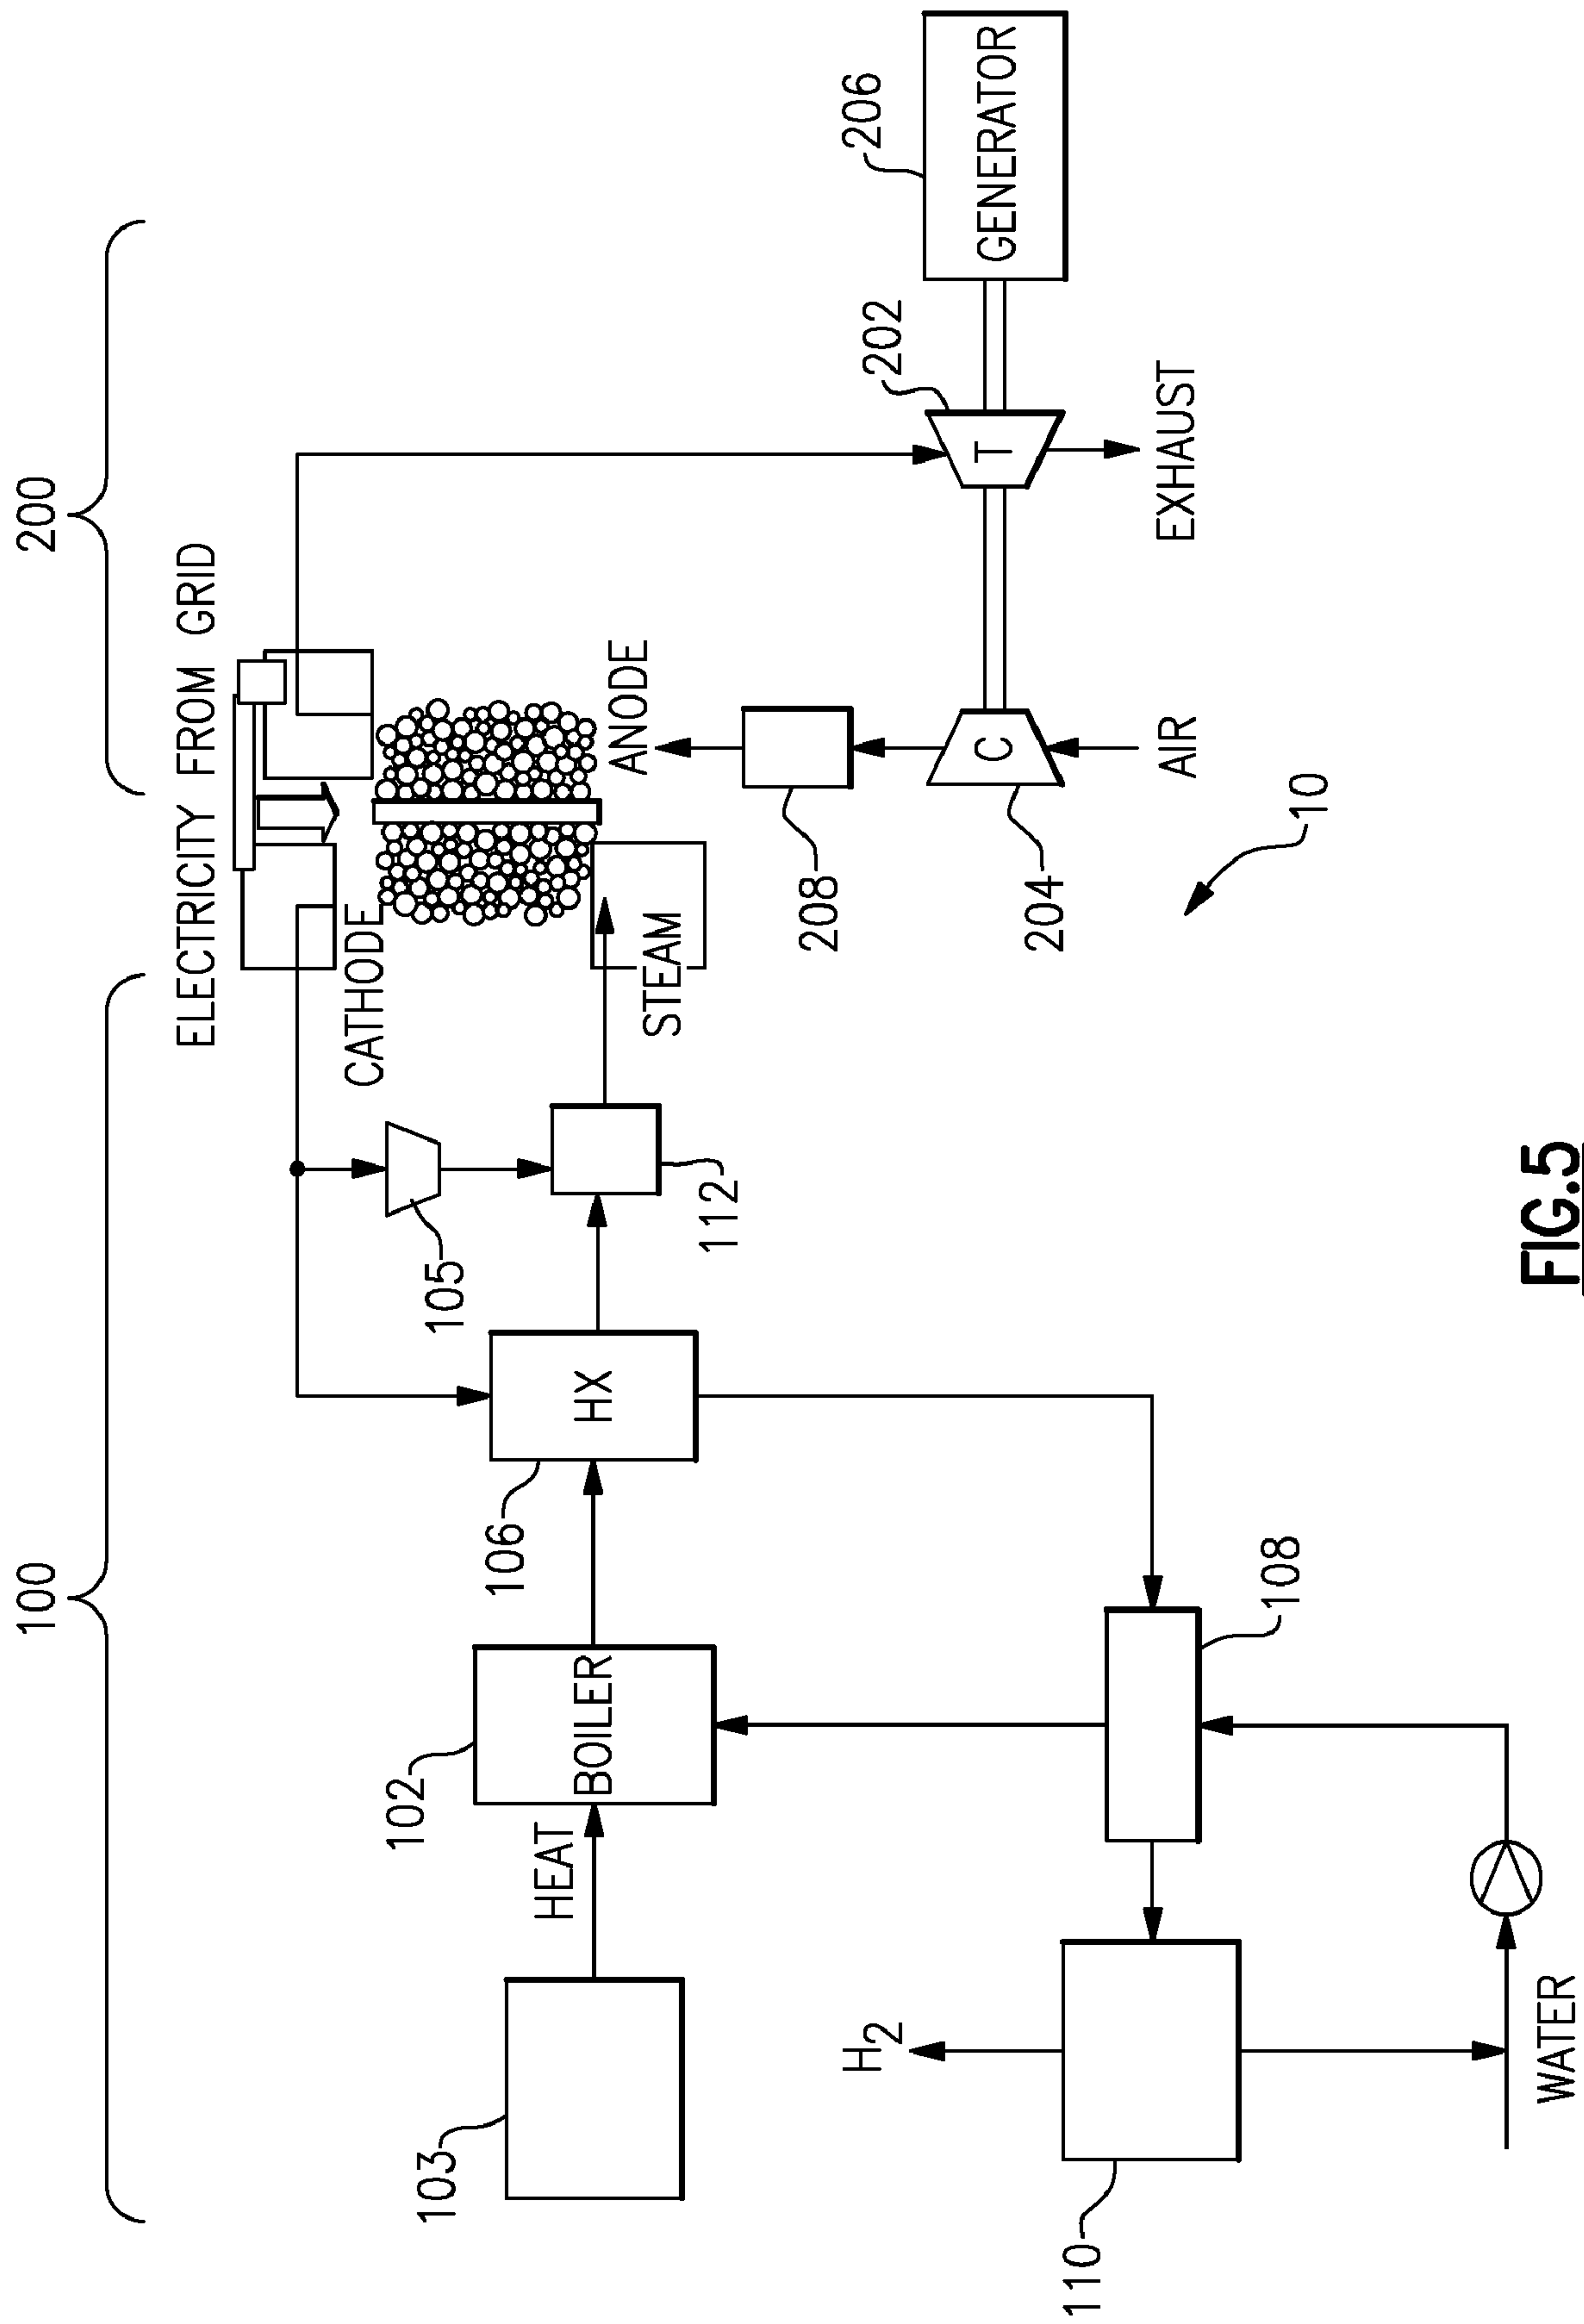 100
200
ELECTRICITY FROM GRID
CATHODE
105
103
HEAT
102
BOILER
106
HX
112
STEAM
ANODE
208
202
T
206
GENERATOR
H2
110
108
204
C
AIR
EXHAUST
10
WATER
FIG.5